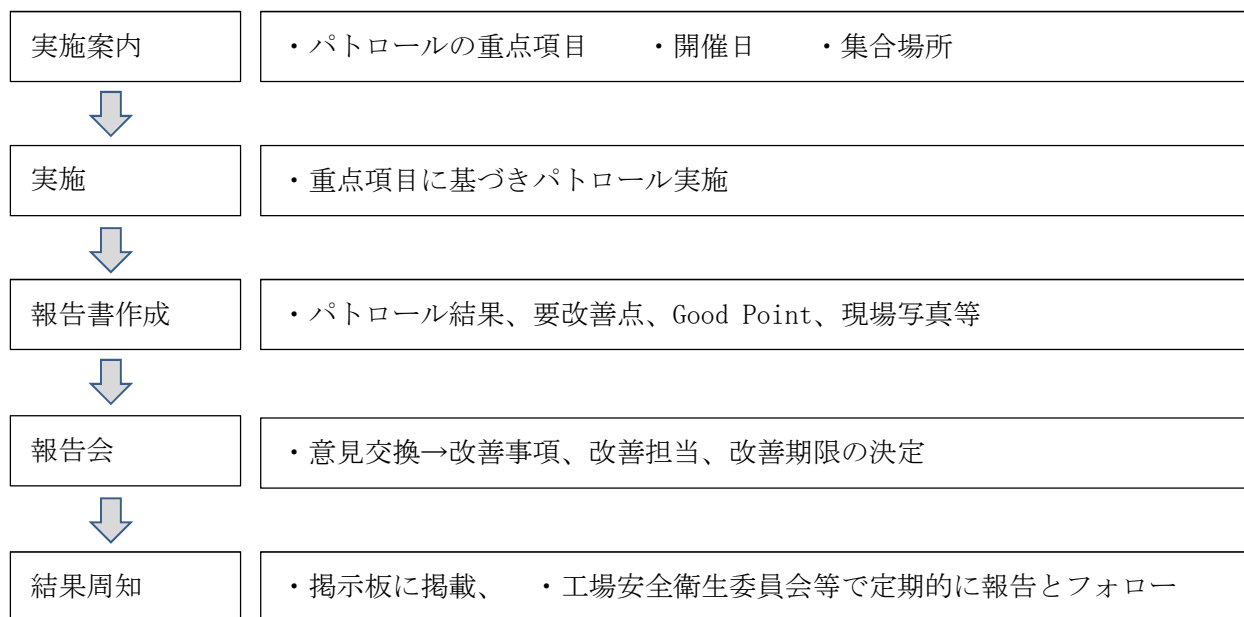 実施案内
・パトロールの重点項目　　・開催日　　・集合場所
実施
・重点項目に基づきパトロール実施
報告書作成
・パトロール結果、要改善点、Good Point、現場写真等
報告会
・意見交換→改善事項、改善担当、改善期限の決定
結果周知
・掲示板に掲載、　・工場安全衛生委員会等で定期的に報告とフォロー